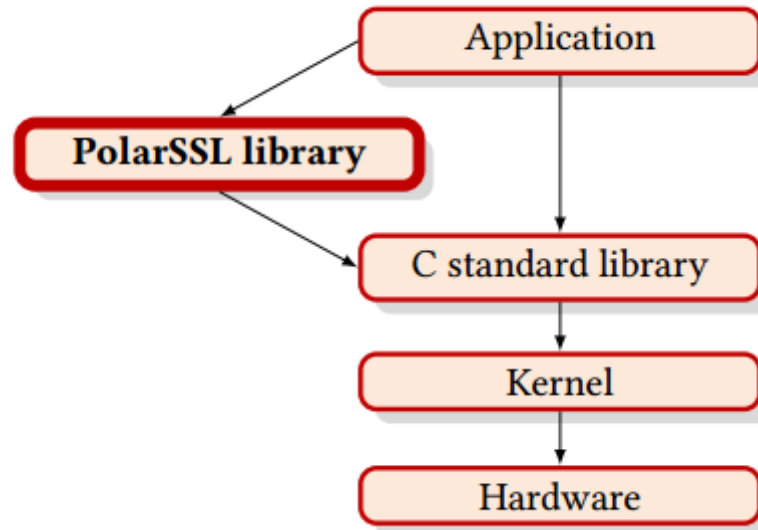 Application
PolarSSL library
C standard library
Kernel
Hardware